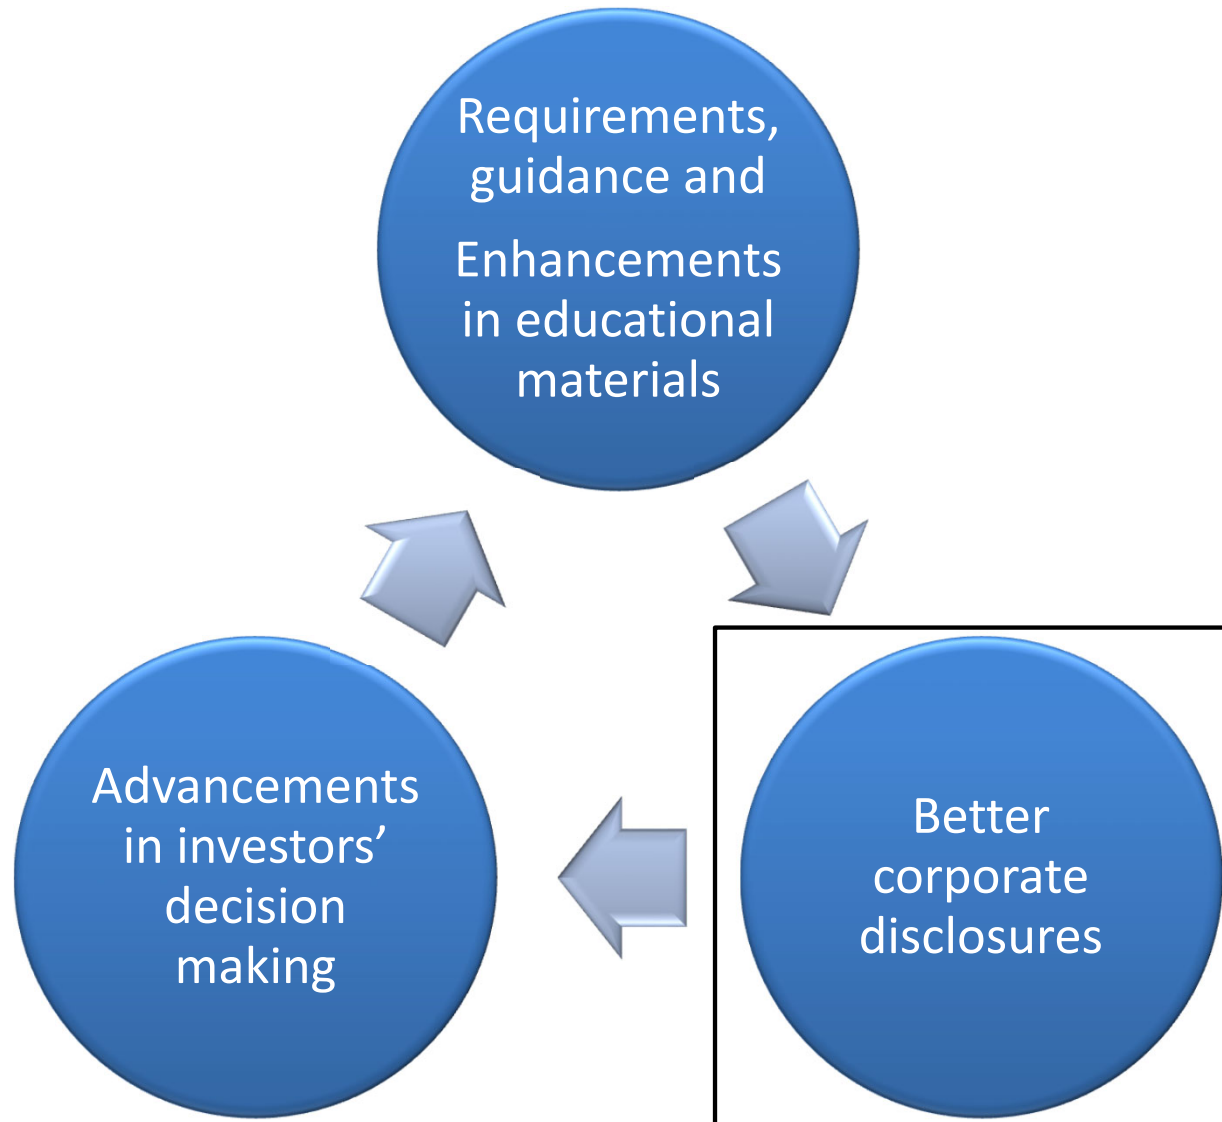 Requirements,
guidance and
Enhancements
in educational
materials
Advancements
in investors’
decision
making
Better
corporate
disclosures